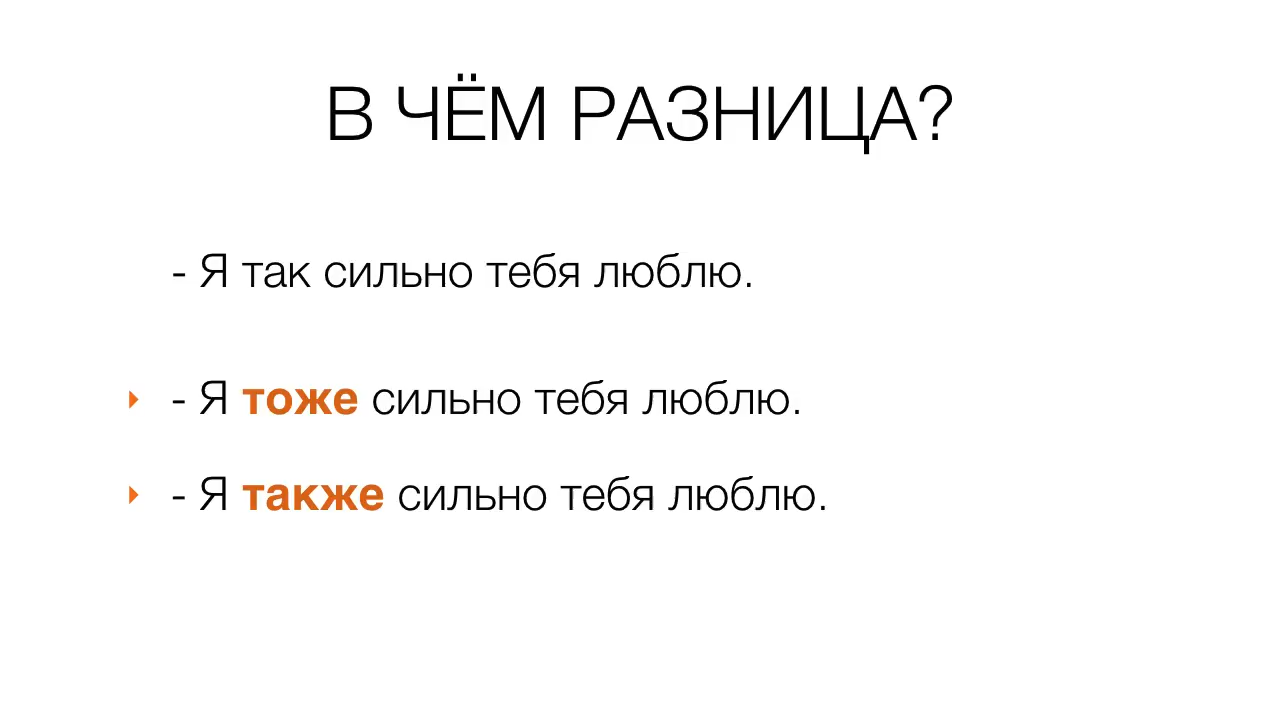 В ЧЁМ РАЗНИЦА?
- Я так сильно тебя люблю.
- Я тоже сильно тебя люблю.
- Я также сильно тебя люблю.